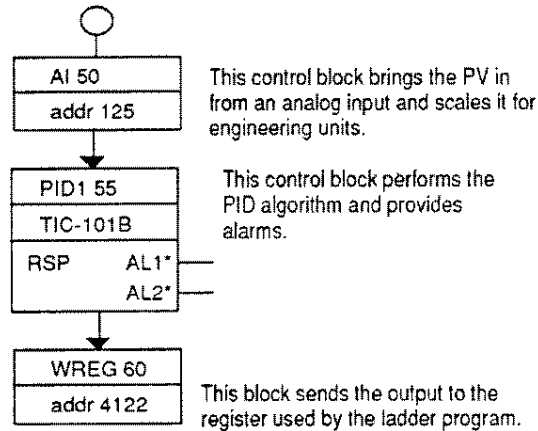 AI 50
addr 125
This control block brings the PV in
from an analog input and scales it for
engineering units.
PID1 55
TIC-101B
RSP AL1*
AL2*
This control block performs the
PID algorithm and provides
alarms.
WREG 60
addr 4122
This block sends the output to the
register used by the ladder program.